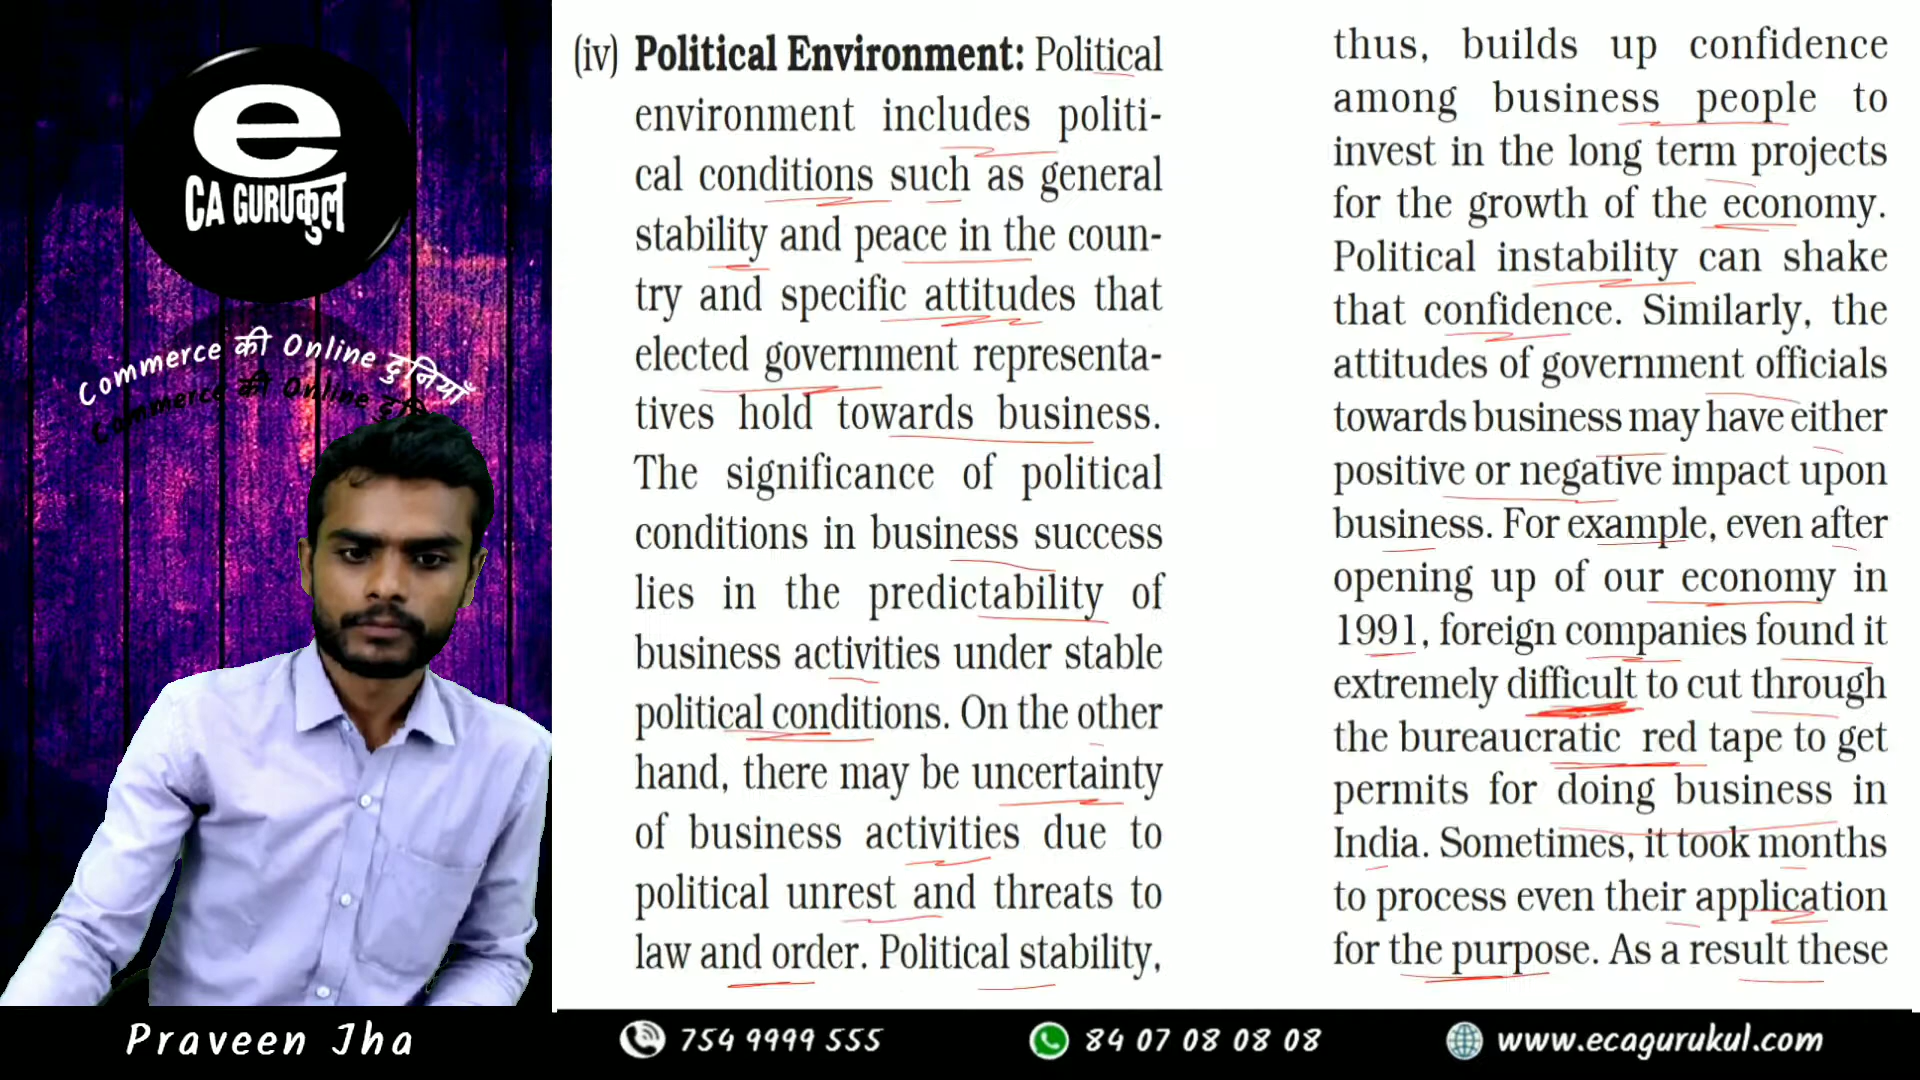 e
CA GURUकुल
Commerce की Online दुनियाँ
(iv) Political Environment: Political
environment includes politi-
cal conditions such as general
stability and peace in the coun-
try and specific attitudes that
elected government representa-
tives hold towards business.
The significance of political
conditions in business success
lies in the predictability of
business activities under stable
political conditions. On the other
hand, there may be uncertainty
of business activities due to
political unrest and threats to
law and order. Political stability,
thus, builds up confidence
among business people to
invest in the long term projects
for the growth of the economy.
Political instability can shake
that confidence. Similarly, the
attitudes of government officials
towards business may have either
positive or negative impact upon
business. For example, even after
opening up of our economy in
1991, foreign companies found it
extremely difficult to cut through
the bureaucratic red tape to get
permits for doing business in
India. Sometimes, it took months
to process even their application
for the purpose. As a result these
Praveen Jha
754 9999 555
84 07 08 08 08
www.ecagurukul.com